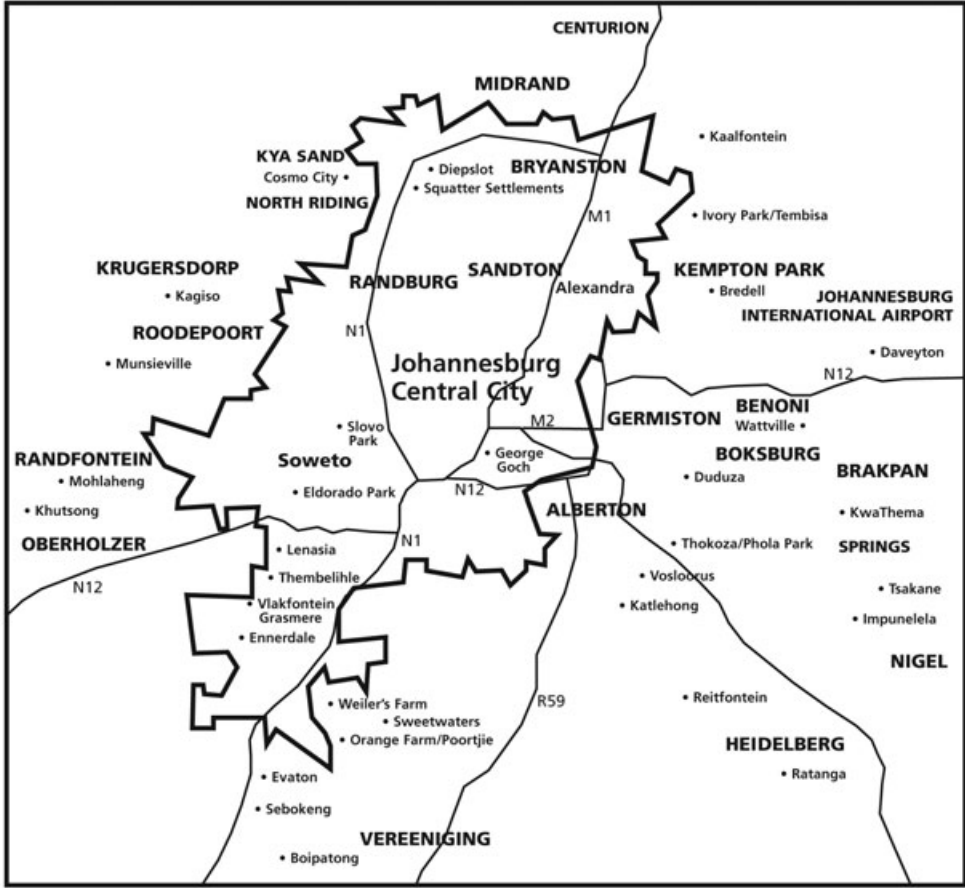 CENTURION
MIDRAND
• Kaalfontein
KYA SAND
Cosmo City •
NORTH RIDING
• Diepslot
BRYANSTON
• Squatter Settlements
M1
• Ivory Park/Tembisa
KRUGERSDORP
• Kagiso
RANDBURG
SANDTON
Alexandra
KEMPTON PARK
• Bredell
JOHANNESBURG
INTERNATIONAL AIRPORT
ROODEPOORT
N1
• Munsieville
Johannesburg
Central City
• Daveyton
N12
M2
GERMISTON
BENONI
Wattville •
• Slovo
Park
RANDFONTEIN
• Mohlaheng
Soweto
• George
Goch
BOKSBURG
• Duduza
BRAKPAN
• Eldorado Park
N12
• Khutsong
ALBERTON
• KwaThema
OBERHOLZER
N1
• Lenasia
• Thokoza/Phola Park
SPRINGS
N12
• Thembelihle
• Vosloorus
• Tsakane
• Vlakfontein
Grasmere
• Katlehong
• Impunelela
• Ennerdale
NIGEL
• Weiler's Farm
R59
• Reitfontein
• Sweetwaters
• Orange Farm/Poortjie
HEIDELBERG
• Ratanga
• Evaton
• Sebokeng
VEREENIGING
• Boipatong